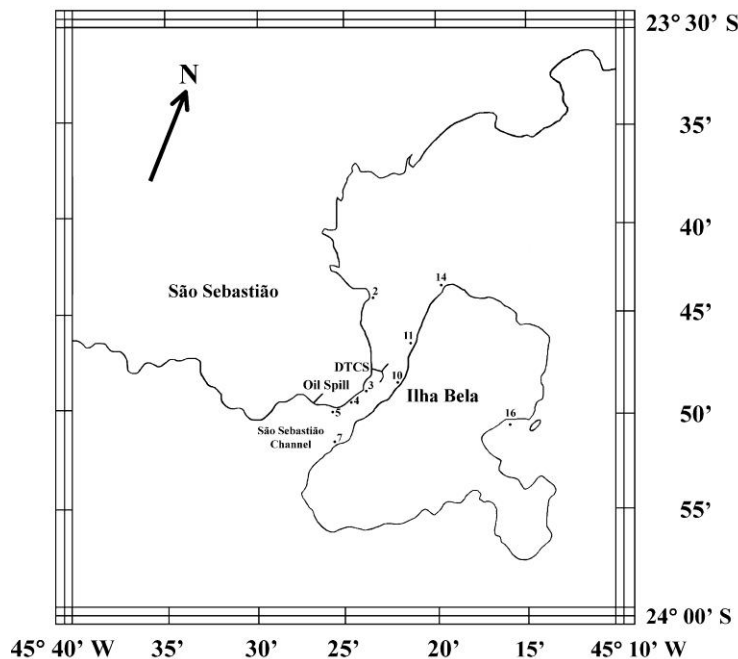 23° 30' S
N
35'
40'
São Sebastião
2
14
45'
11
DTCS
10
3
Oil Spill
4
Ilha Bela
5
16
50'
São Sebastião
Channel
7
55'
24° 00' S
45° 40' W
35'
30'
25'
20'
15'
45° 10' W